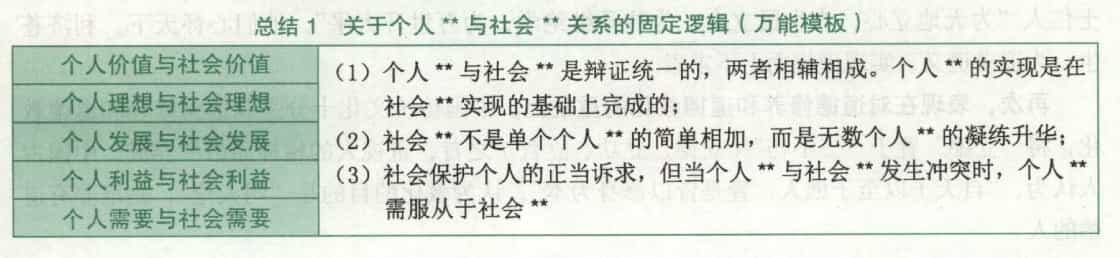 总结：关于个人 ** 与社会 ** 关系的固定逻辑（万能模板）
个人价值与社会价值
个人理想与社会理想
个人发展与社会发展
个人利益与社会利益
个人需要与社会需要
（1）个人 ** 与社会 ** 是辩证统一的，两者相辅相成。个人 ** 的实现是在
社会 ** 实现的基础上完成的；
（2）社会 ** 不是单个个人 ** 的简单相加，而是无数个人 ** 的凝练升华；
（3）社会保护个人的正当诉求，但当个人 ** 与社会 ** 发生冲突时，个人 **
需服从于社会 **